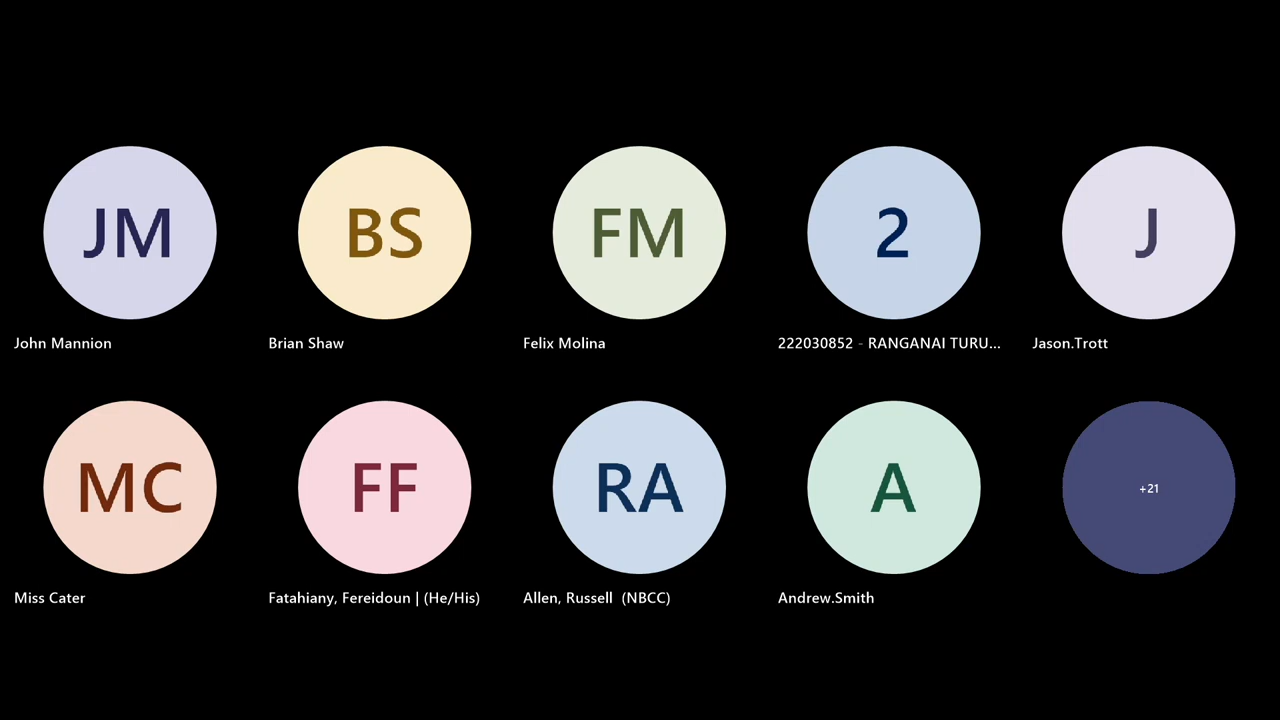 JM BS FM 2 J
John Mannion Brian Shaw Felix Molina 222030852 - RANGANAI TURU... Jason.Trott
MC FF RA A +21
Miss Cater Fatahiany, Fereidoun | (He/His) Allen, Russell (NBCC) Andrew.Smith